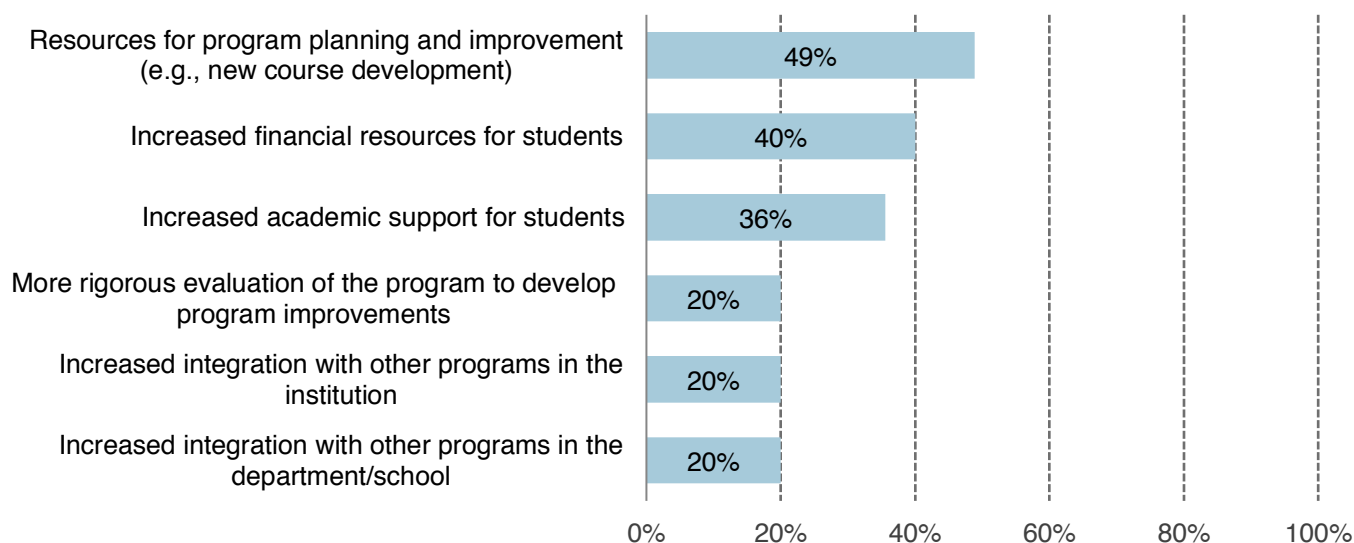 Resources for program planning and improvement
(e.g., new course development)
49%
Increased financial resources for students
40%
Increased academic support for students
36%
More rigorous evaluation of the program to develop
program improvements
20%
Increased integration with other programs in the
institution
20%
Increased integration with other programs in the
department/school
20%
0% 20% 40% 60% 80% 100%